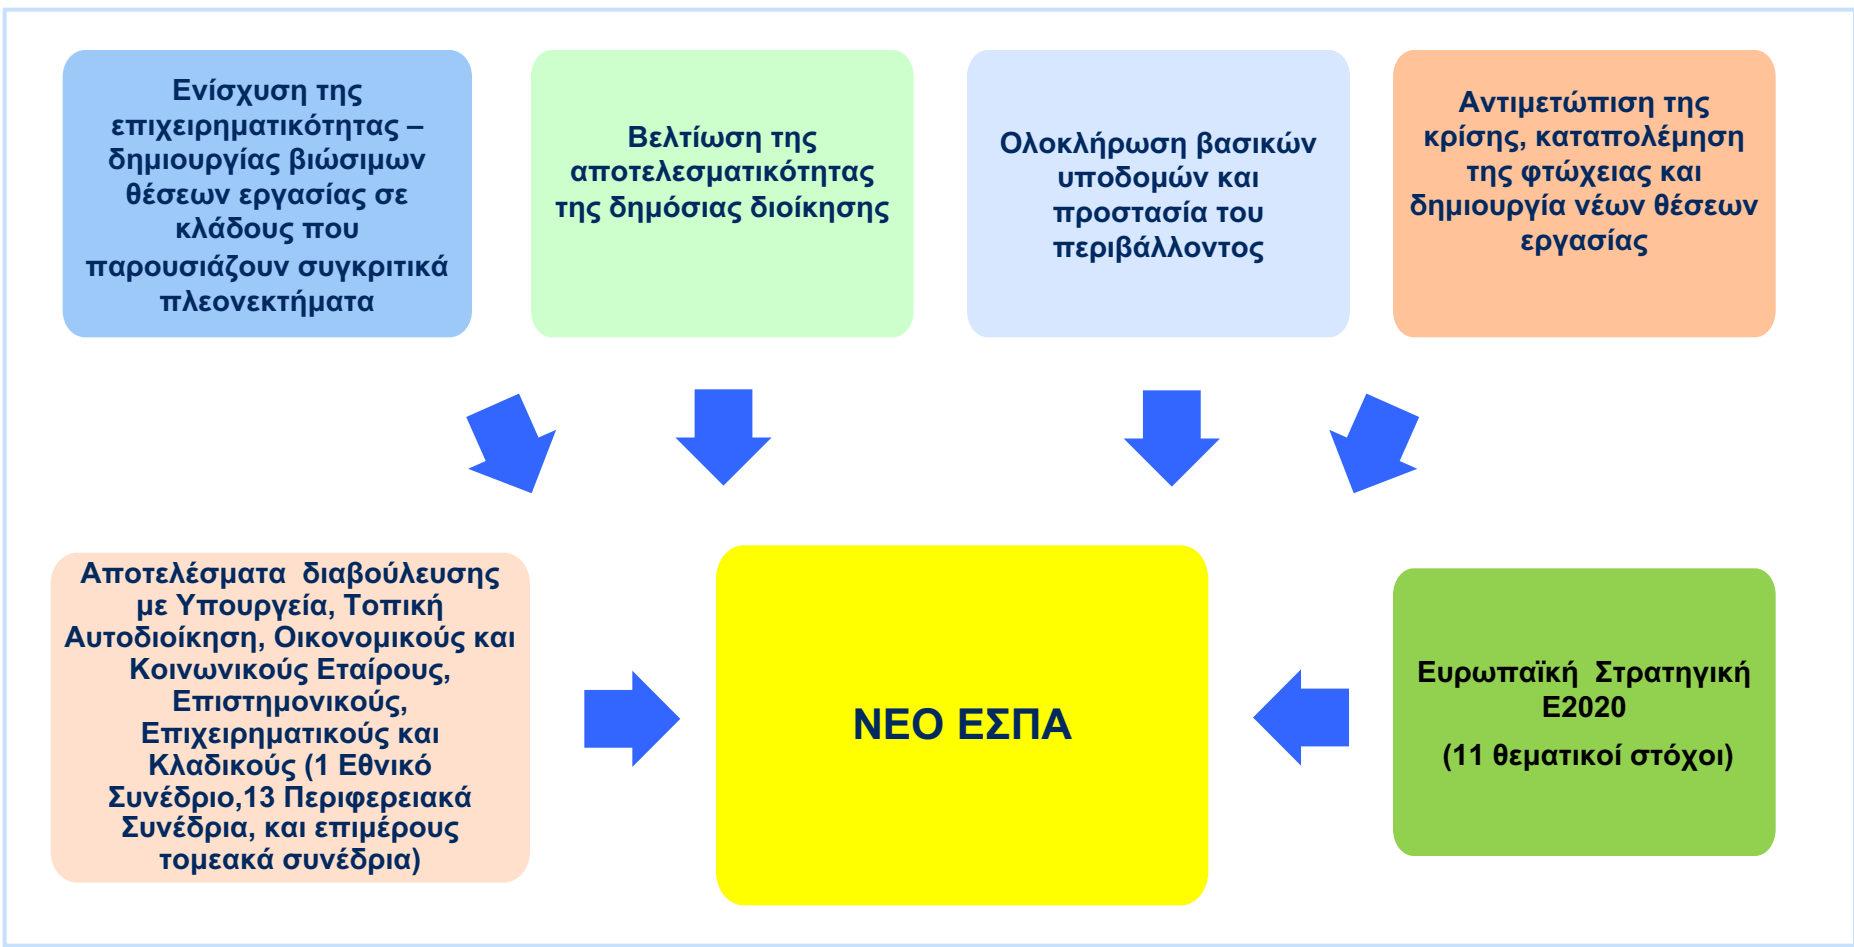 Ενίσχυση της
επιχειρηματικότητας –
δημιουργίας βιώσιμων
θέσεων εργασίας σε
κλάδους που
παρουσιάζουν συγκριτικά
πλεονεκτήματα
Βελτίωση της
αποτελεσματικότητας
της δημόσιας διοίκησης
Ολοκλήρωση βασικών
υποδομών και
προστασία του
περιβάλλοντος
Αντιμετώπιση της
κρίσης, καταπολέμηση
της φτώχειας και
δημιουργία νέων θέσεων
εργασίας
Αποτελέσματα  διαβούλευσης
με Υπουργεία, Τοπική
Αυτοδιοίκηση, Οικονομικούς και
Κοινωνικούς Εταίρους,
Επιστημονικούς,
Επιχειρηματικούς και
Κλαδικούς (1 Εθνικό
Συνέδριο,13 Περιφερειακά
Συνέδρια, και επιμέρους
τομεακά συνέδρια)
ΝΕΟ ΕΣΠΑ
Ευρωπαϊκή  Στρατηγική
Ε2020
(11 θεματικοί στόχοι)